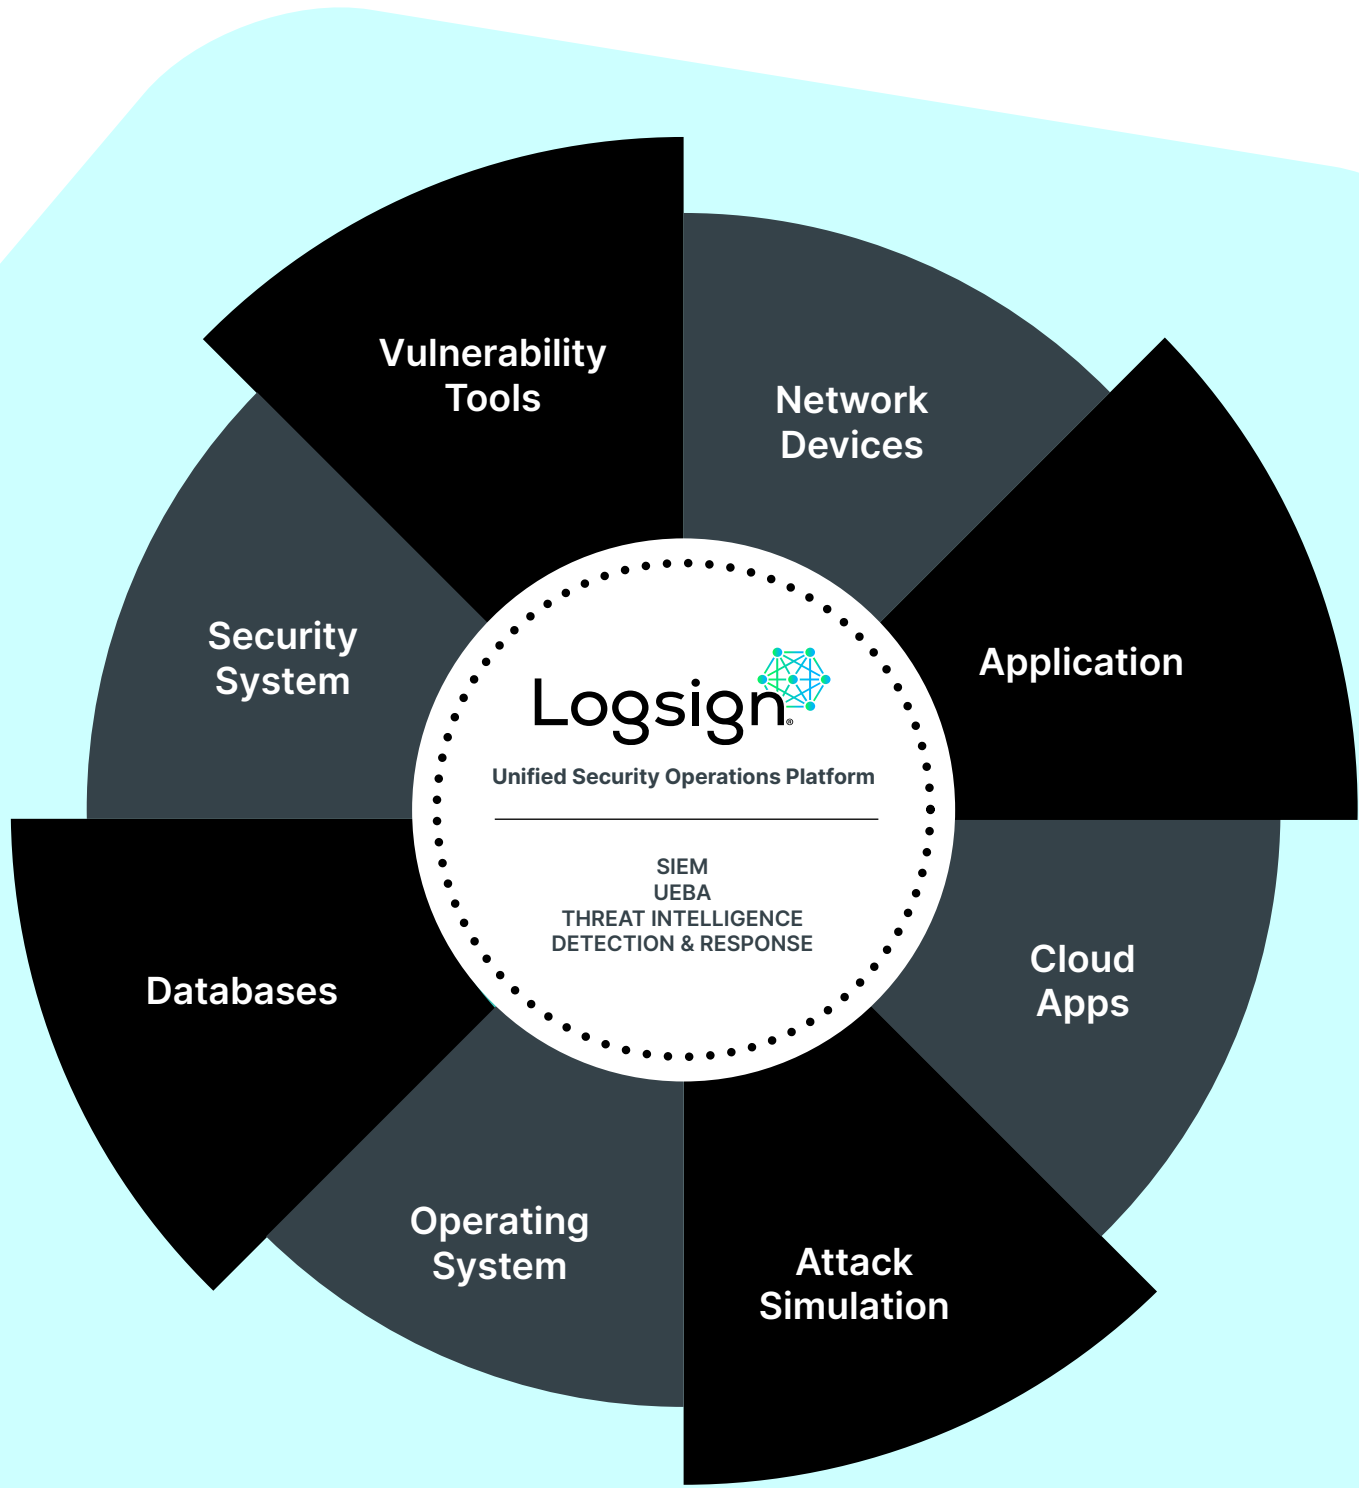 Vulnerability
Tools
Network
Devices
Application
Security
System
Logsign®
Unified Security Operations Platform
SIEM
UEBA
THREAT INTELLIGENCE
DETECTION & RESPONSE
Cloud
Apps
Databases
Operating
System
Attack
Simulation